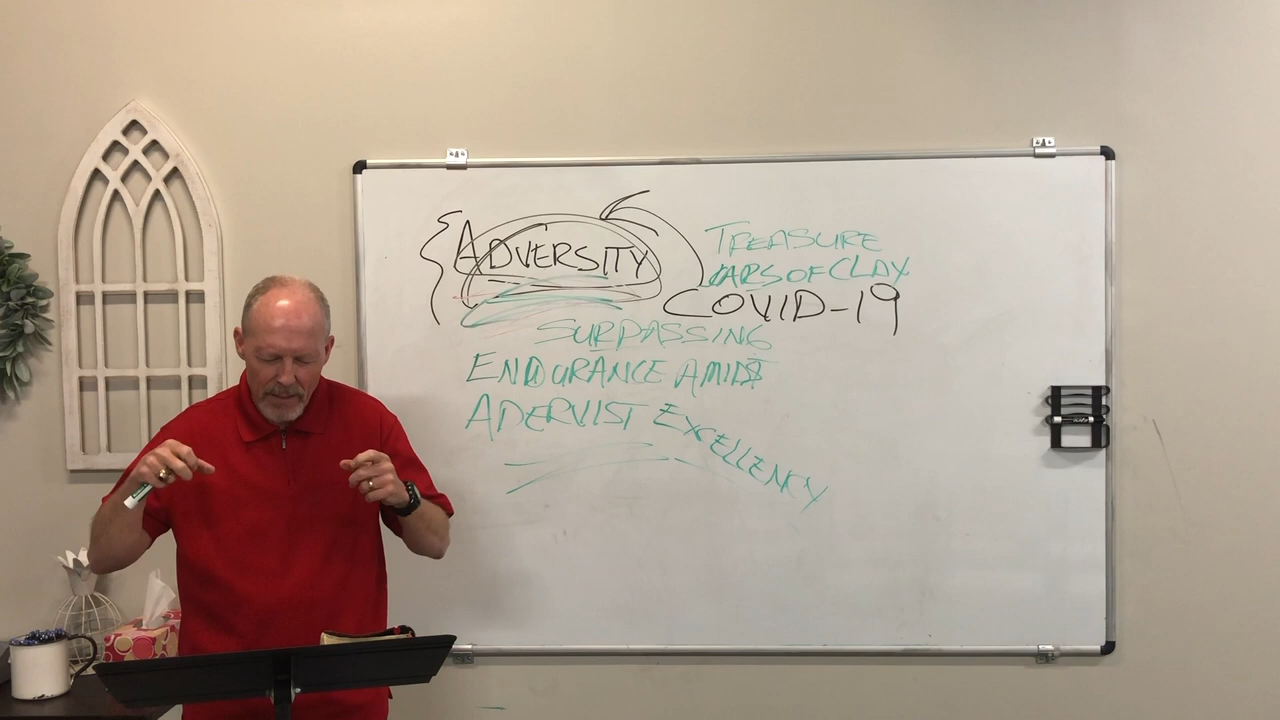 {ADVERSITY
TREASURE
JARS OF CLAY
COVID-19
SURPASSING
ENDURANCE AMIDST
ADERVIST EXCELLENCY